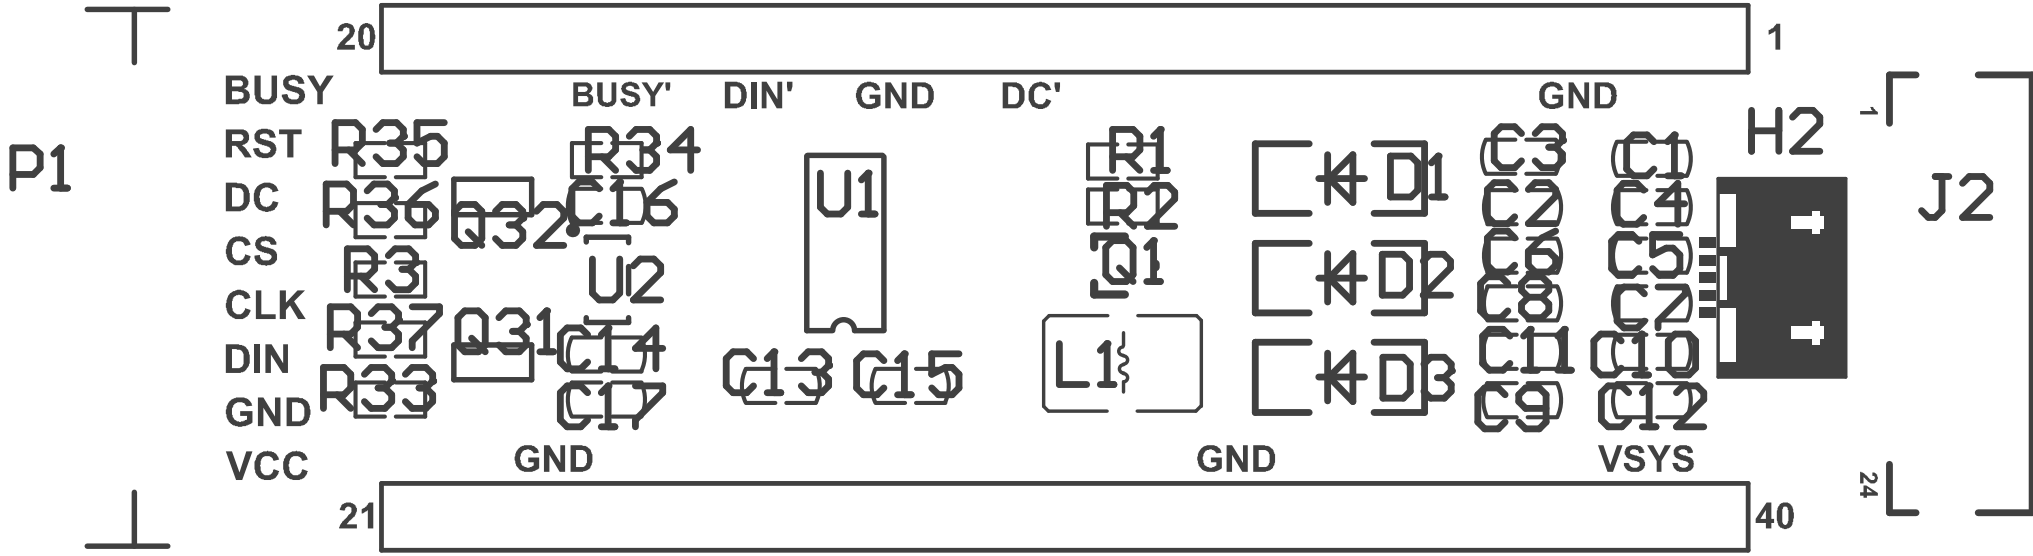 20 1
BUSY BUSY' DIN' GND DC' GND
1
RST R35 R34 R1 C3 C1 H2
P1
DC R36 Q32 C16 U1 R2 D1 C2 C4 J2
CS R3 U2 Q1 D2 C6 C5
CLK C8 C7
DIN R37 Q31 C14 C13 C15 L1 D3 C11 C10
GND R33 C17 C9 C12
VCC GND GND VSYS
24
21 40